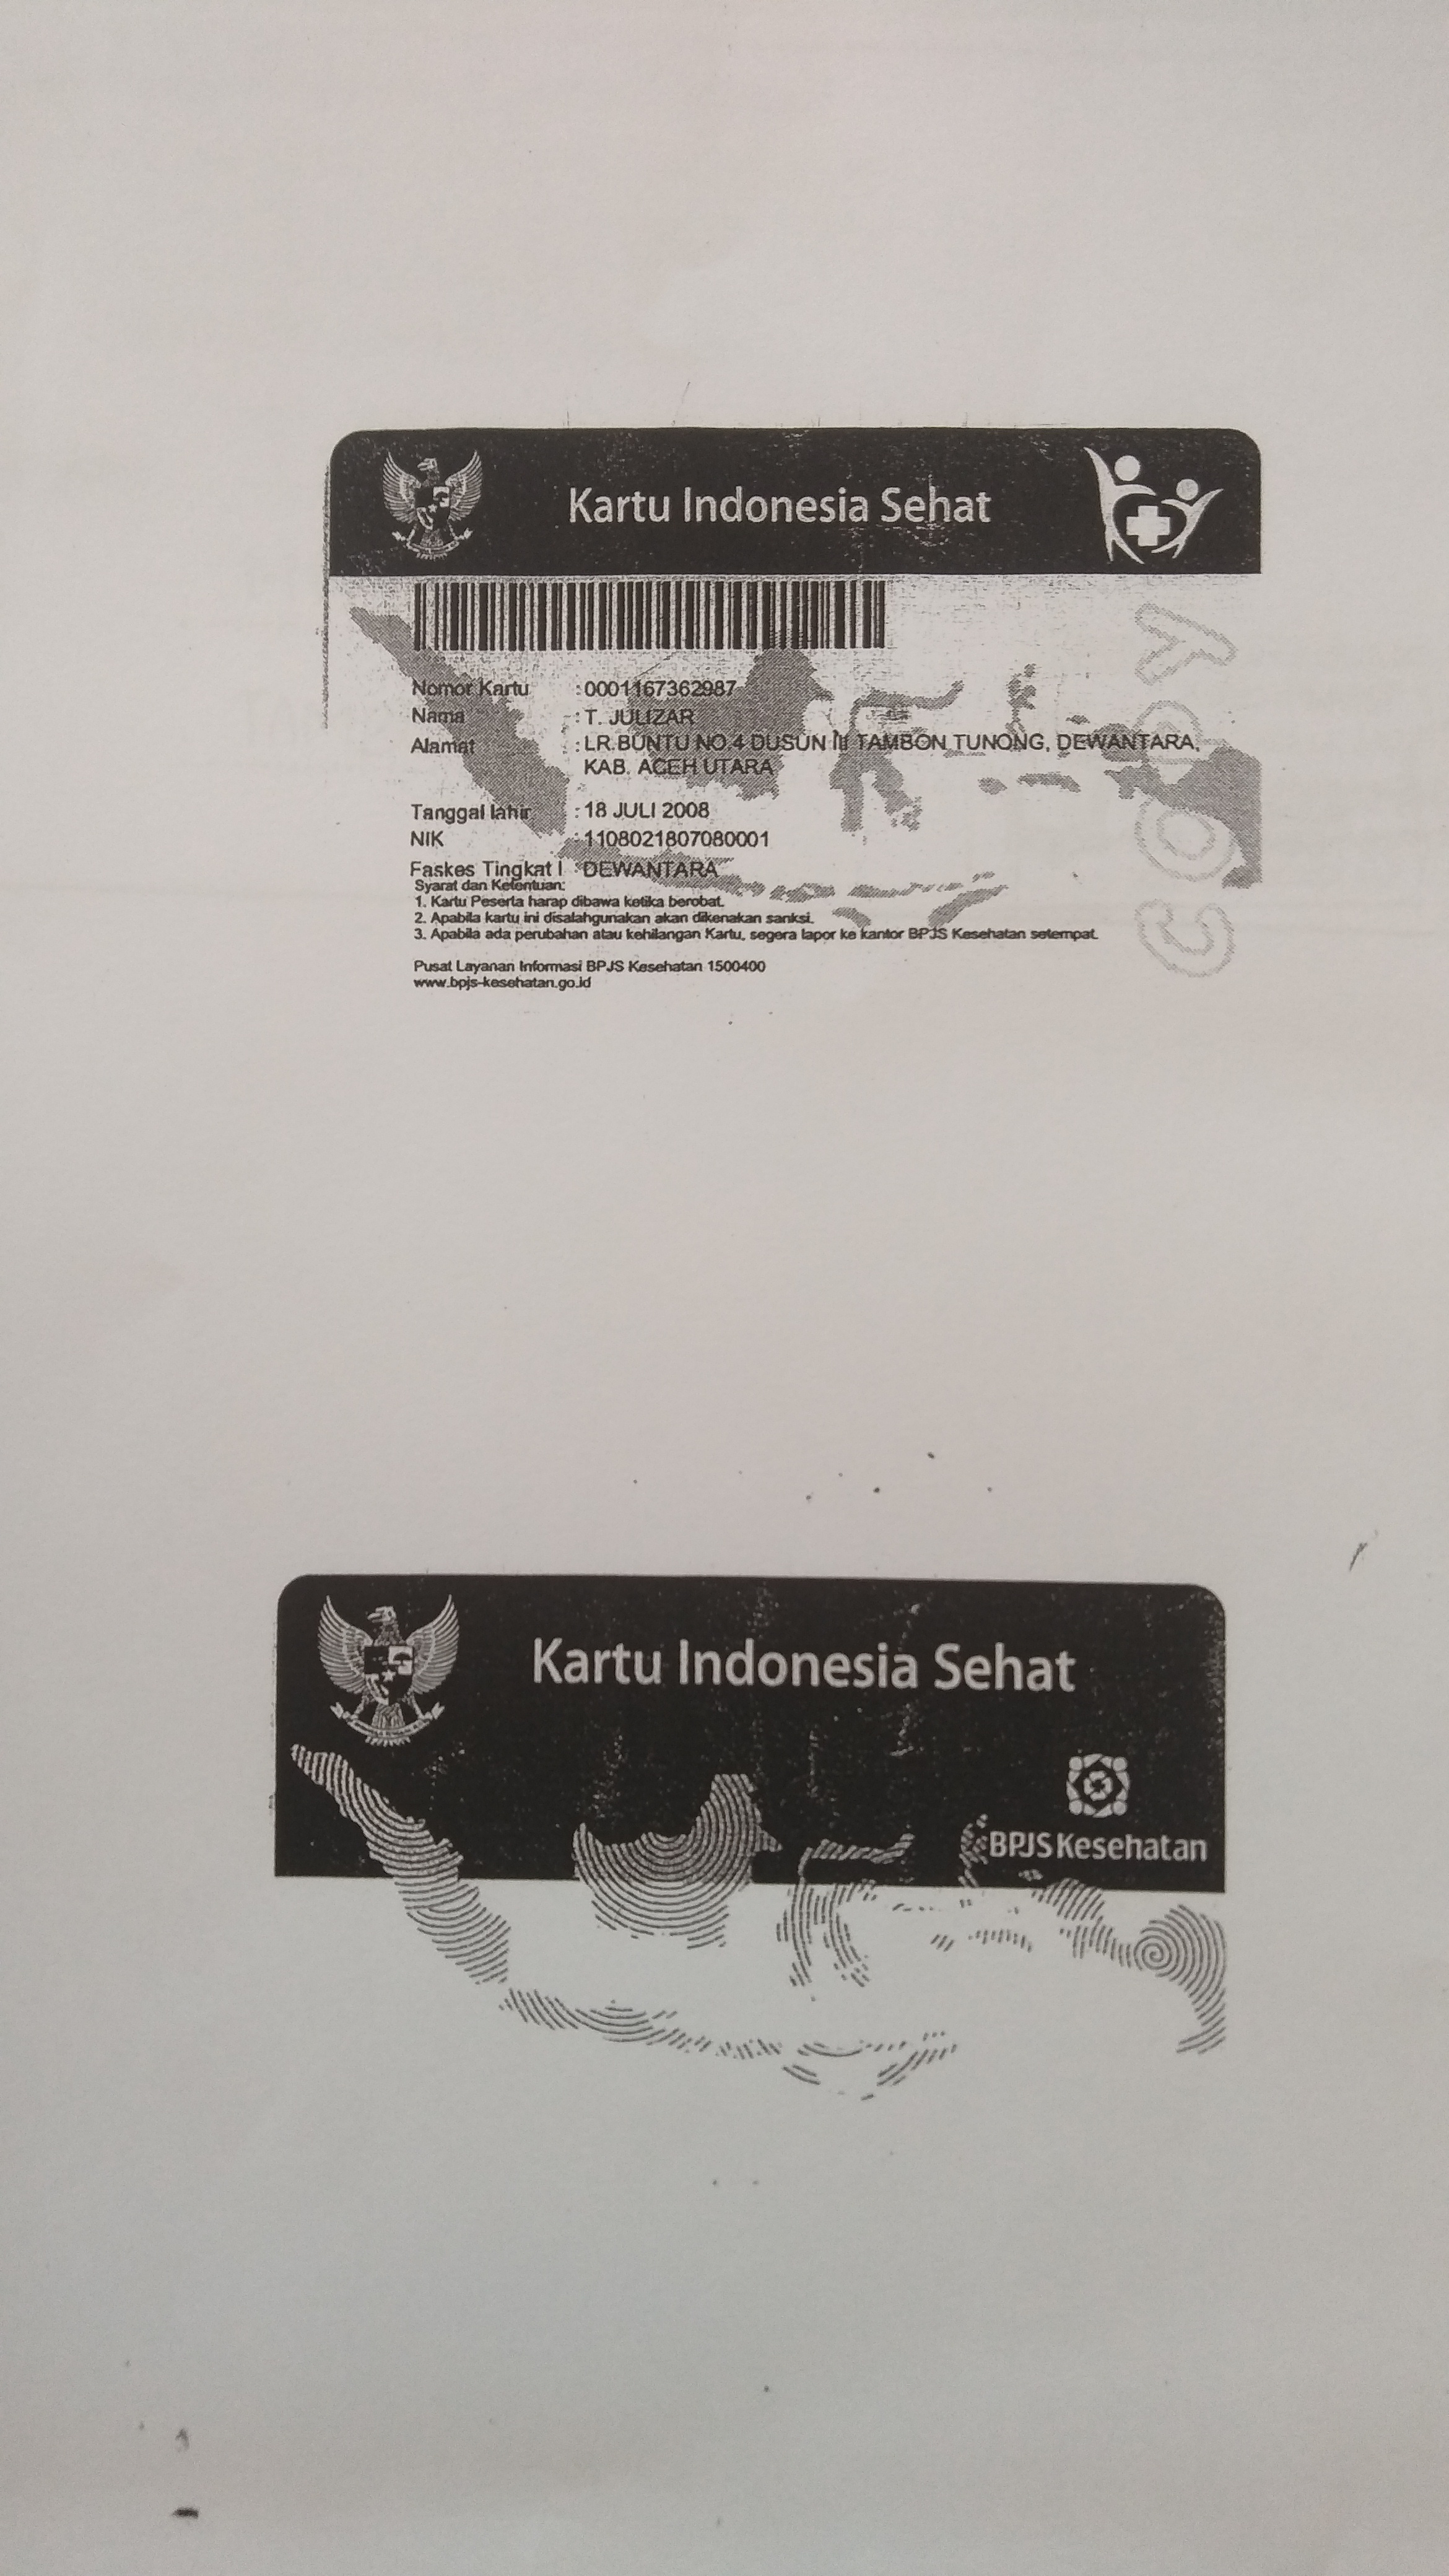 Kartu Indonesia Sehat
Nomor Kartu : 0001167362987
Nama : T. JULIZAR
Alamat : LR.BUNTU NO.4 DUSUN III TAMBON TUNONG, DEWANTARA,
KAB. ACEH UTARA
Tanggal lahir : 18 JULI 2008
NIK : 1108021807080001
Faskes Tingkat I : DEWANTARA
Syarat dan Ketentuan:
1. Kartu Peserta harap dibawa ketika berobat.
2. Apabila kartu ini disalahgunakan akan dikenakan sanksi.
3. Apabila ada perubahan atau kehilangan Kartu, segera lapor ke kantor BPJS Kesehatan setempat.
Pusat Layanan Informasi BPJS Kesehatan 1500400
www.bpjs-kesehatan.go.id
COPY
Kartu Indonesia Sehat
BPJS Kesehatan